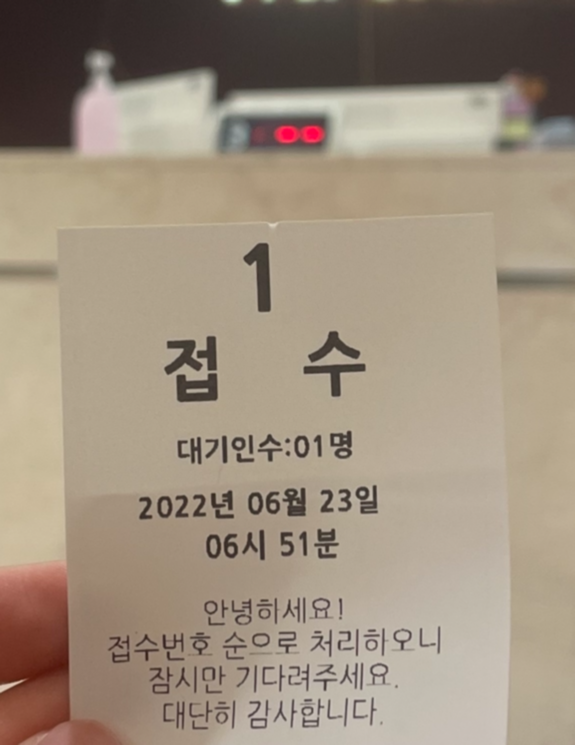 1
접 수
대기인수:01명
2022년 06월 23일
06시 51분
안녕하세요!
접수번호 순으로 처리하오니
잠시만 기다려주세요.
대단히 감사합니다.